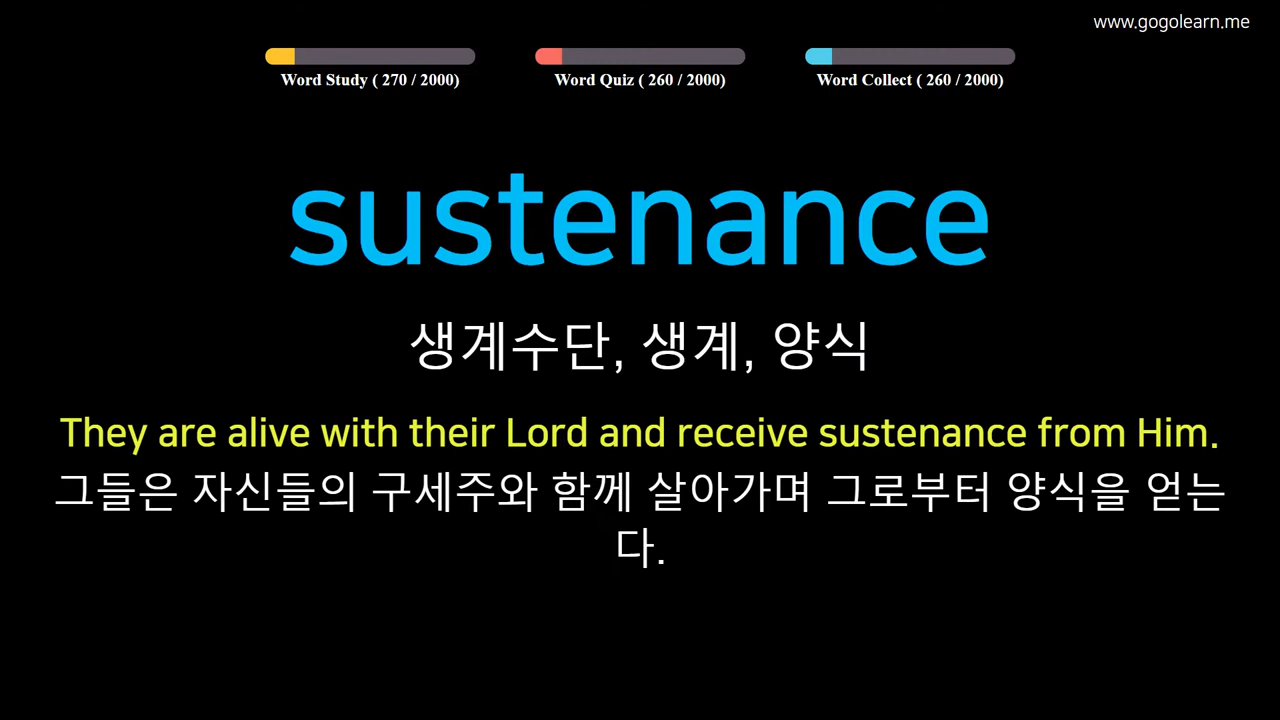 www.gogolearn.me
Word Study ( 270 / 2000)
Word Quiz ( 260 / 2000)
Word Collect ( 260 / 2000)
sustenance
생계수단, 생계, 양식
They are alive with their Lord and receive sustenance from Him.
그들은 자신들의 구세주와 함께 살아가며 그로부터 양식을 얻는
다.